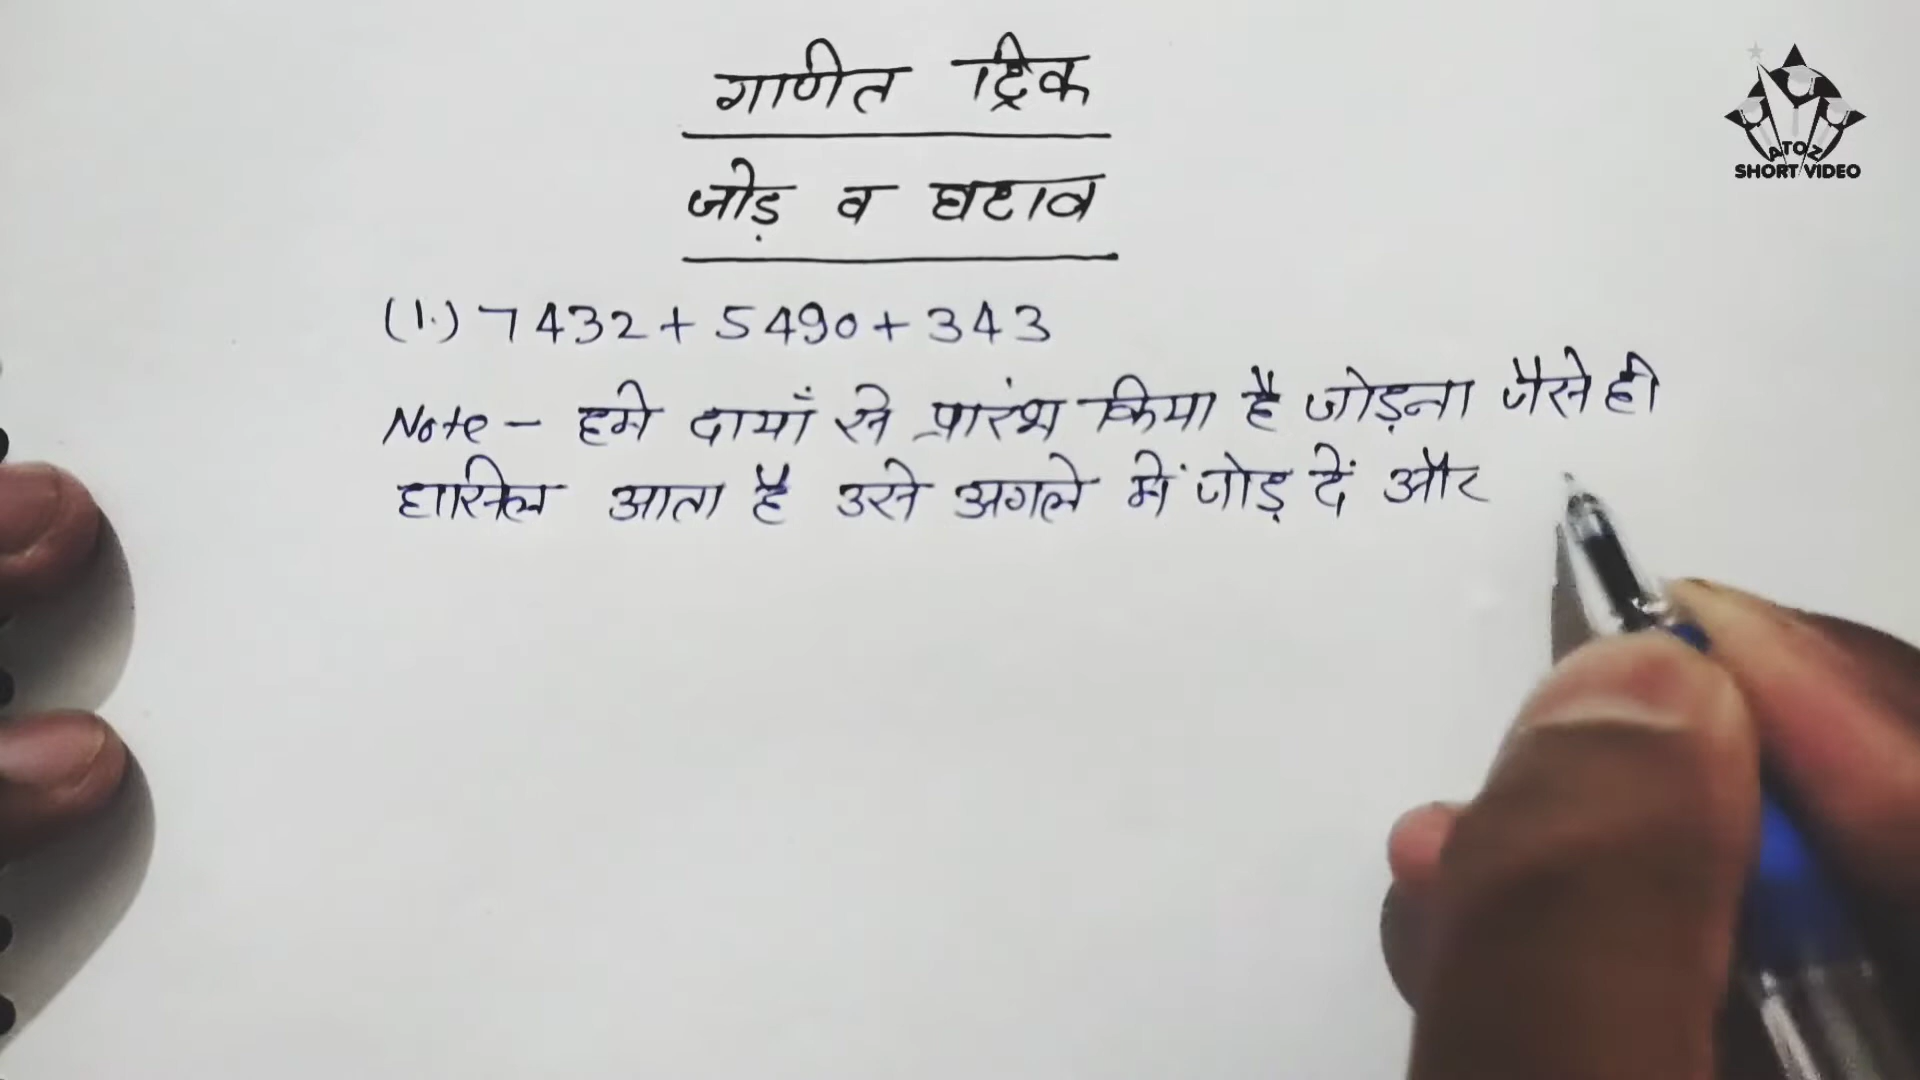 गणित ट्रिक
जोड़ व घटाव
(1.) 7432 + 5490 + 343
Note - हमे दायाँ से प्रारंभ किया है जोड़ना जैसे ही
हासिल आता है उसे अगले में जोड़ दें और
ATOZ
SHORT VIDEO